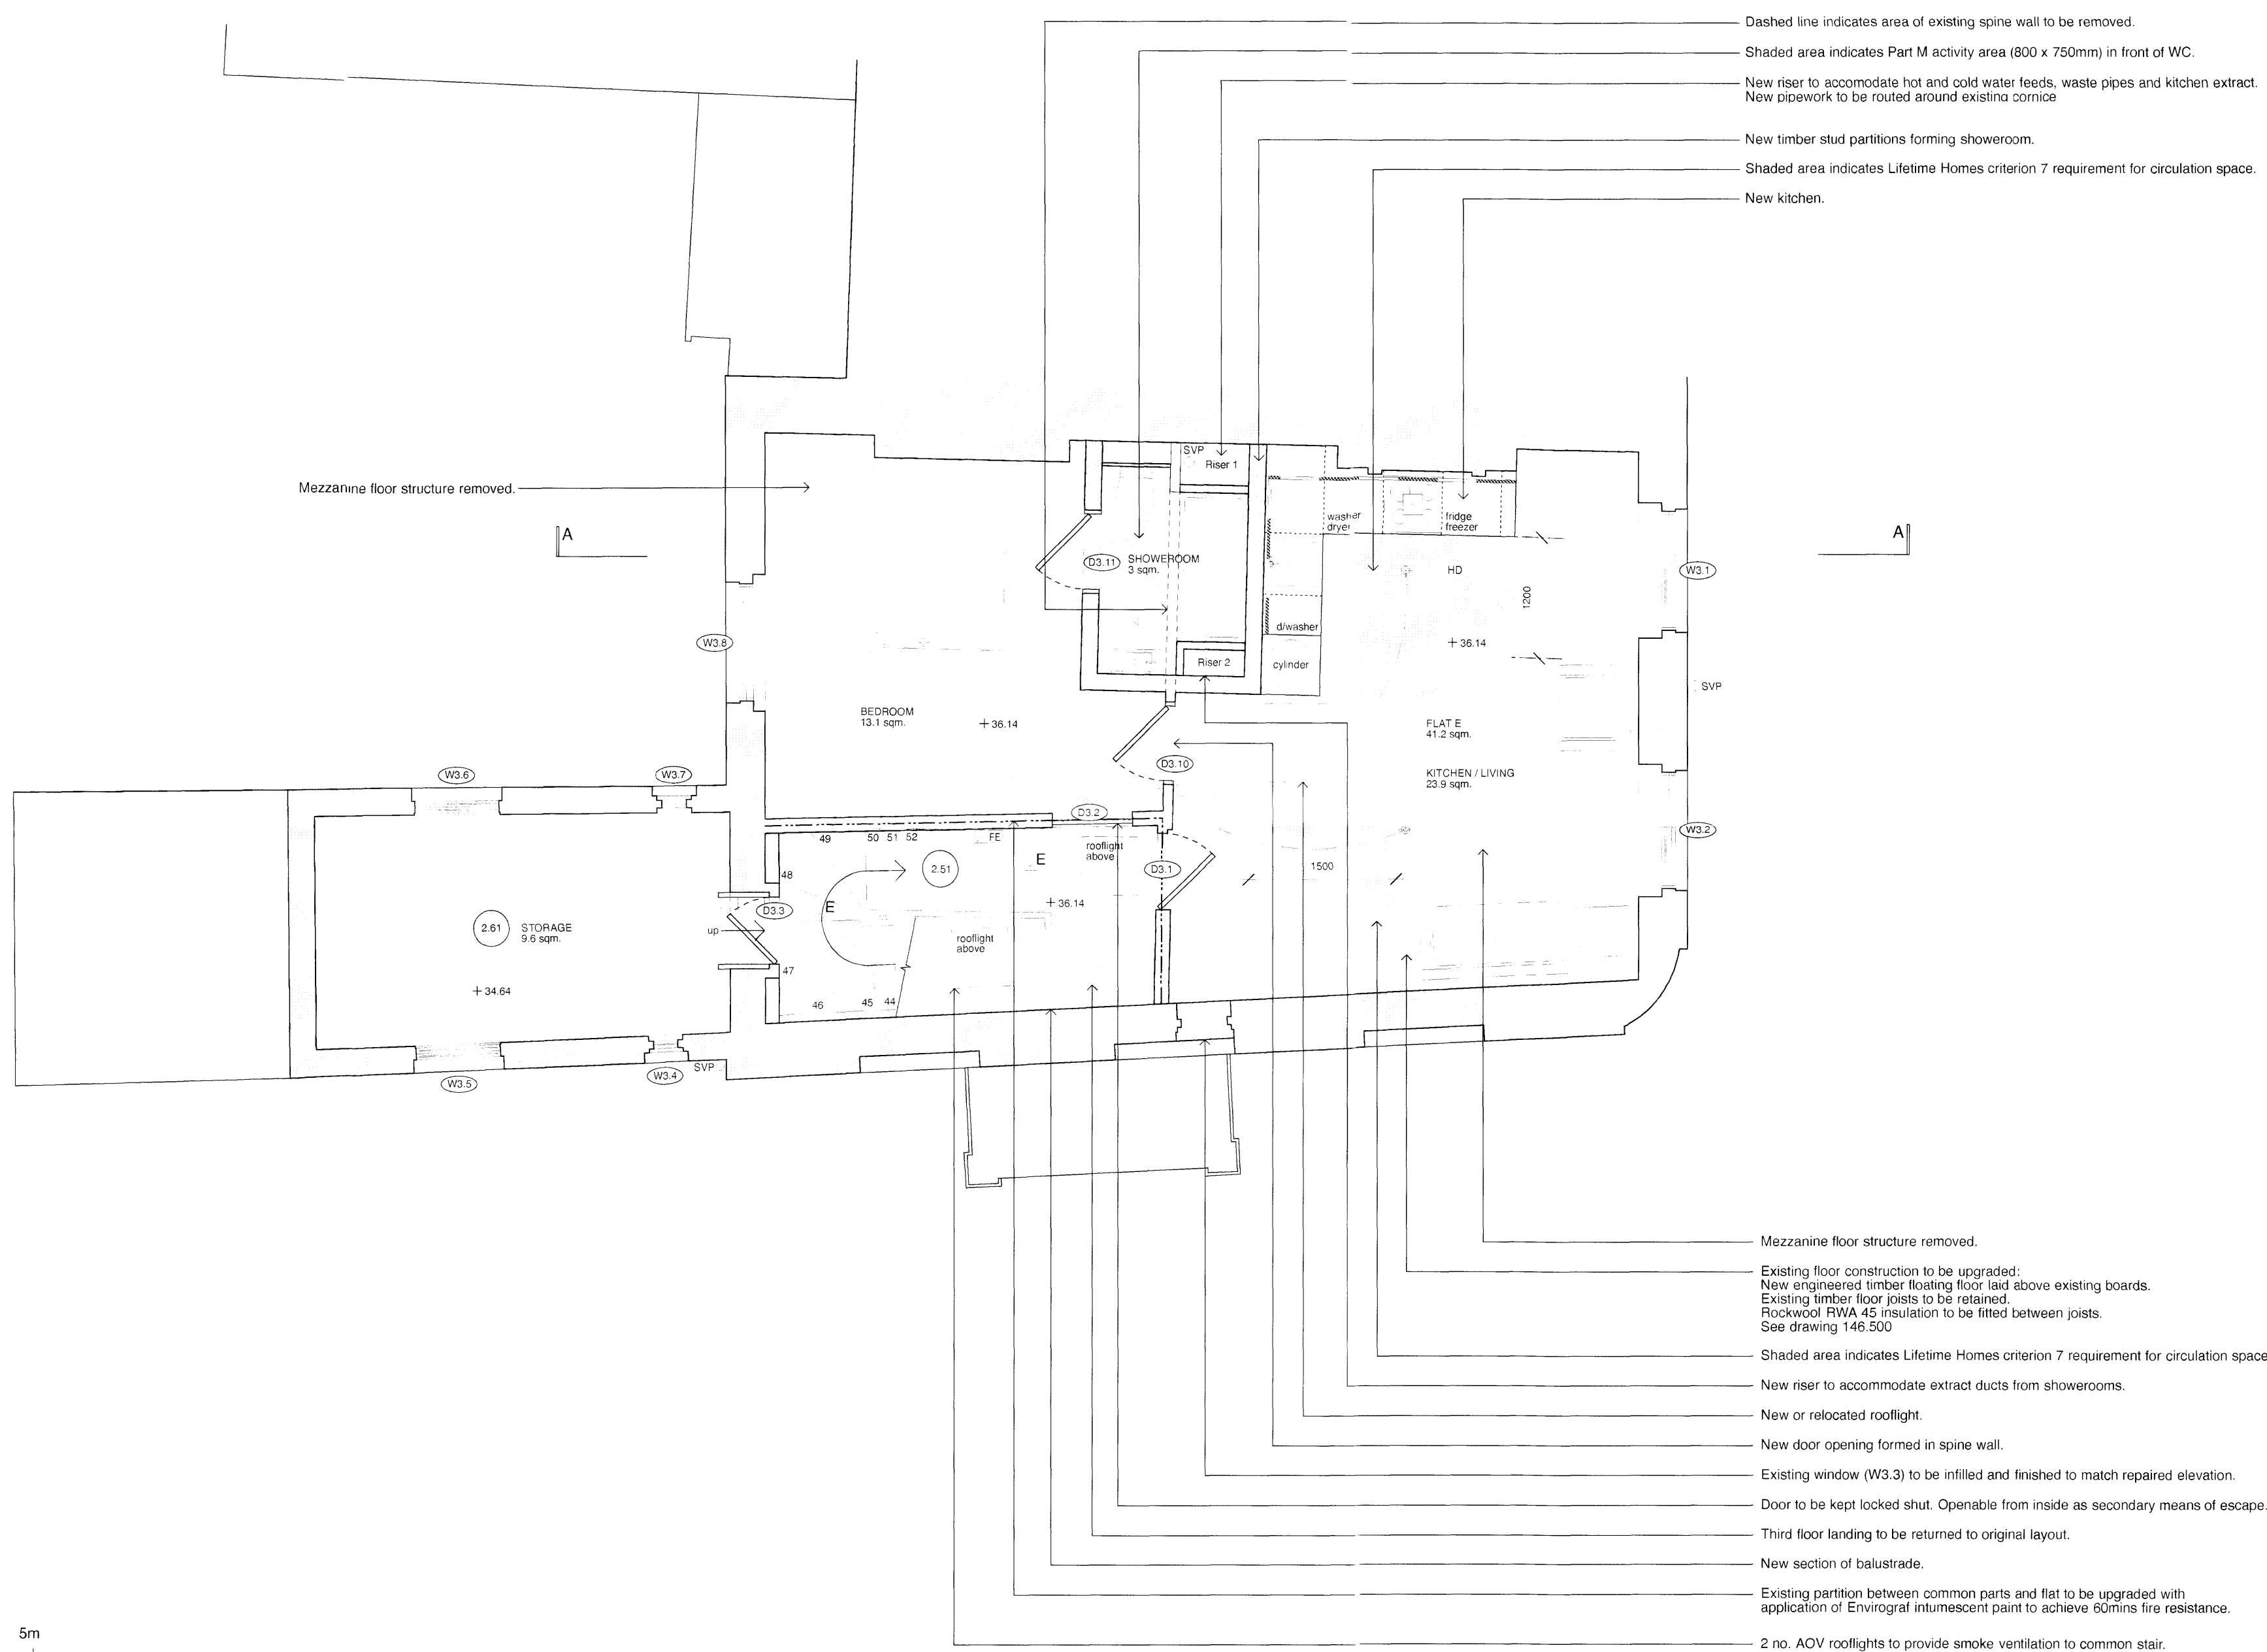 Dashed line indicates area of existing spine wall to be removed.
Shaded area indicates Part M activity area (800 x 750mm) in front of WC.
New riser to accomodate hot and cold water feeds, waste pipes and kitchen extract.
New pipework to be routed around existing cornice
New timber stud partitions forming showeroom.
Shaded area indicates Lifetime Homes criterion 7 requirement for circulation space.
New kitchen.
SVP
Riser 1
Mezzanine floor structure removed.
washer
dryer
fridge
freezer
A
A
D3.11
SHOWEROOM
3 sqm.
HD
W3.1
1200
d/washer
W3.8
+ 36.14
Riser 2
cylinder
SVP
BEDROOM
13.1 sqm.
+ 36.14
FLAT E
41.2 sqm.
D3.10
KITCHEN / LIVING
23.9 sqm.
W3.6
W3.7
D3.2
W3.2
49
50
51
52
FE
rooflight
above
E
2.51
D3.1
1500
48
+ 36.14
D3.3
E
2.61
STORAGE
9.6 sqm.
up
rooflight
above
47
+ 34.64
46
45
44
W3.5
W3.4
SVP
Mezzanine floor structure removed.
Existing floor construction to be upgraded:
New engineered timber floating floor laid above existing boards.
Existing timber floor joists to be retained.
Rockwool RWA 45 insulation to be fitted between joists.
See drawing 146.500
Shaded area indicates Lifetime Homes criterion 7 requirement for circulation space
New riser to accommodate extract ducts from showerooms.
New or relocated rooflight.
New door opening formed in spine wall.
Existing window (W3.3) to be infilled and finished to match repaired elevation.
Door to be kept locked shut. Openable from inside as secondary means of escape.
Third floor landing to be returned to original layout.
New section of balustrade.
Existing partition between common parts and flat to be upgraded with
application of Envirograf intumescent paint to achieve 60mins fire resistance.
5m
2 no. AOV rooflights to provide smoke ventilation to common stair.